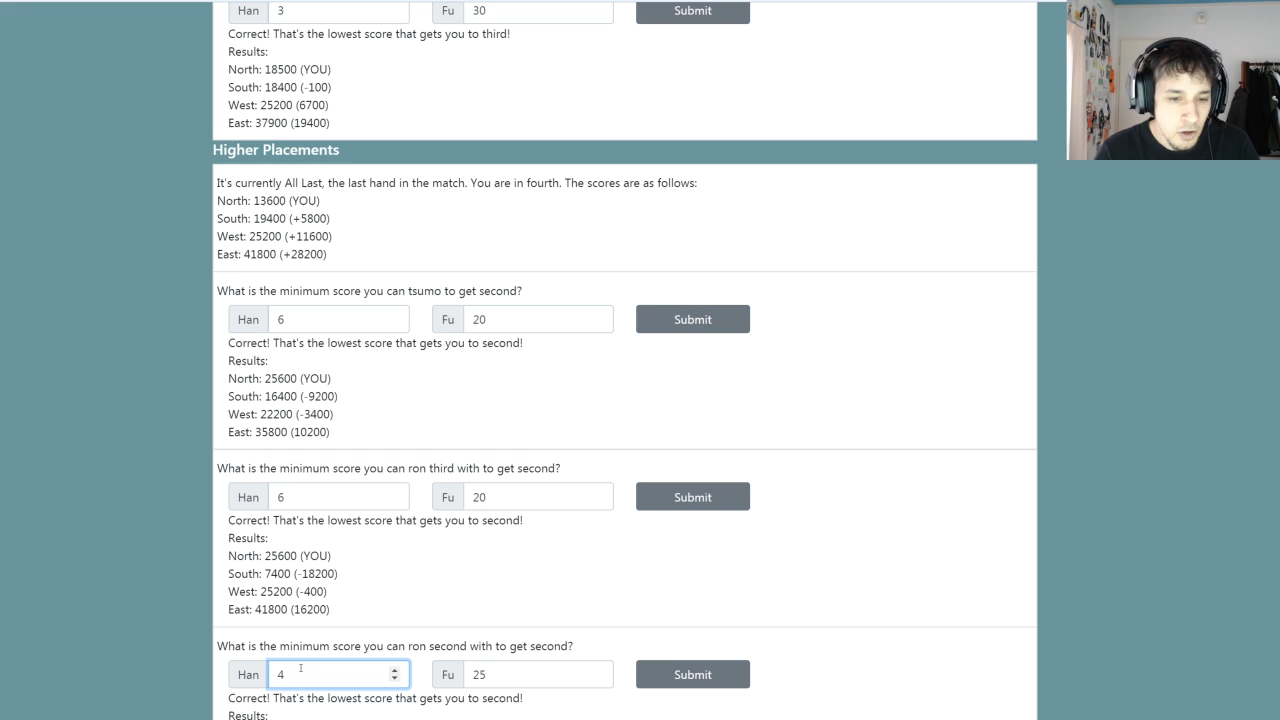 Han 3 Fu 30 Submit
Correct! That's the lowest score that gets you to third!
Results:
North: 18500 (YOU)
South: 18400 (-100)
West: 25200 (6700)
East: 37900 (19400)
Higher Placements
It's currently All Last, the last hand in the match. You are in fourth. The scores are as follows:
North: 13600 (YOU)
South: 19400 (+5800)
West: 25200 (+11600)
East: 41800 (+28200)
What is the minimum score you can tsumo to get second?
Han 6 Fu 20 Submit
Correct! That's the lowest score that gets you to second!
Results:
North: 25600 (YOU)
South: 16400 (-9200)
West: 22200 (-3400)
East: 35800 (10200)
What is the minimum score you can ron third with to get second?
Han 6 Fu 20 Submit
Correct! That's the lowest score that gets you to second!
Results:
North: 25600 (YOU)
South: 7400 (-18200)
West: 25200 (-400)
East: 41800 (16200)
What is the minimum score you can ron second with to get second?
Han 4 Fu 25 Submit
Correct! That's the lowest score that gets you to second!
Results: